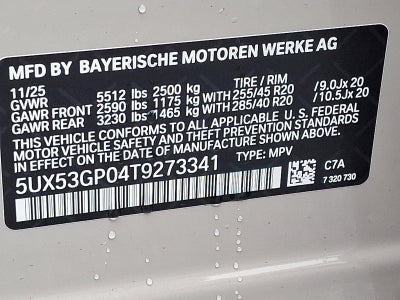 MFD BY BAYERISCHE MOTOREN WERKE AG
11/25 TIRE / RIM
GVWR 5512 lbs 2500 kg
GAWR FRONT 2590 lbs 1175 kg WITH 255/45 R20 /9.0Jx 20
GAWR REAR 3230 lbs 1465 kg WITH 285/40 R20 /10.5Jx 20
THIS VEHICLE CONFORMS TO ALL APPLICABLE U. S. FEDERAL
MOTOR VEHICLE SAFETY AND THEFT PREVENTION STANDARDS
IN EFFECT ON THE DATE OF MANUFACTURE SHOWN ABOVE.
5UX53GP04T9273341 TYPE: MPV C7A
7 320 730